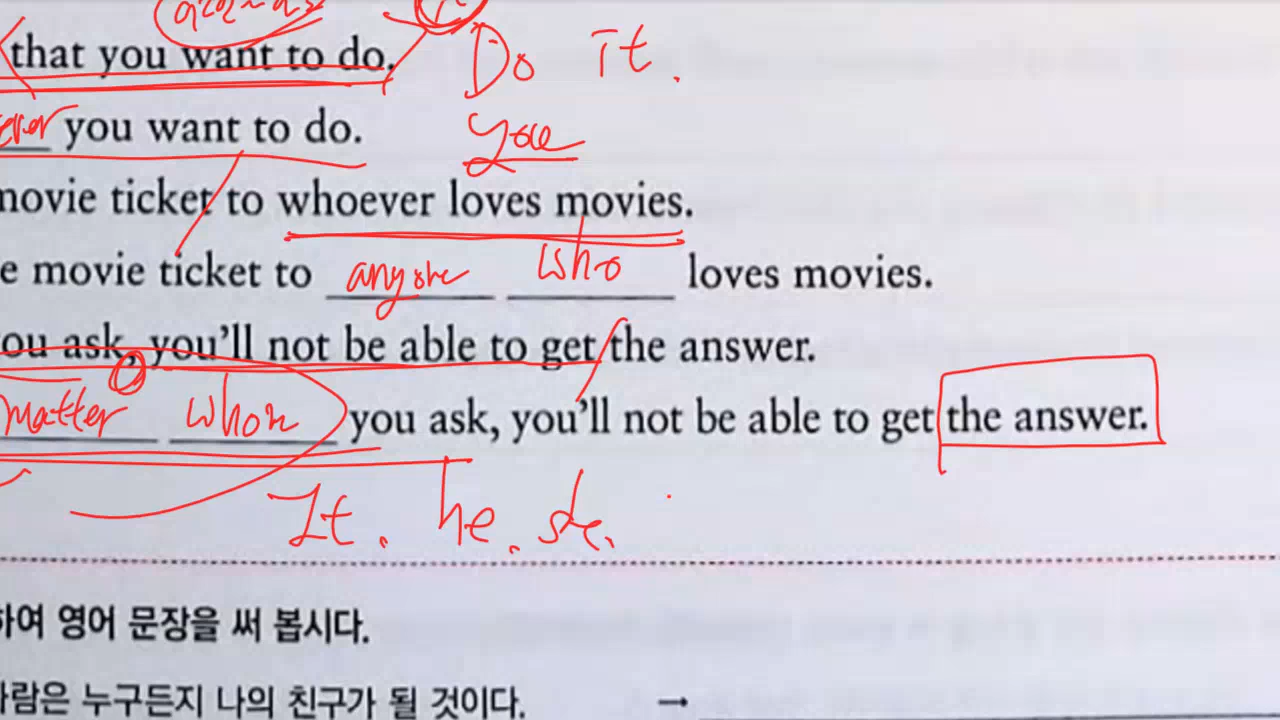 that you want to do. Do it.
ever you want to do. you
movie ticket to whoever loves movies.
e movie ticket to anyone who loves movies.
ou ask, you'll not be able to get the answer.
matter whom you ask, you'll not be able to get the answer.
It. he. she.
하여 영어 문장을 써 봅시다.
사람은 누구든지 나의 친구가 될 것이다. →